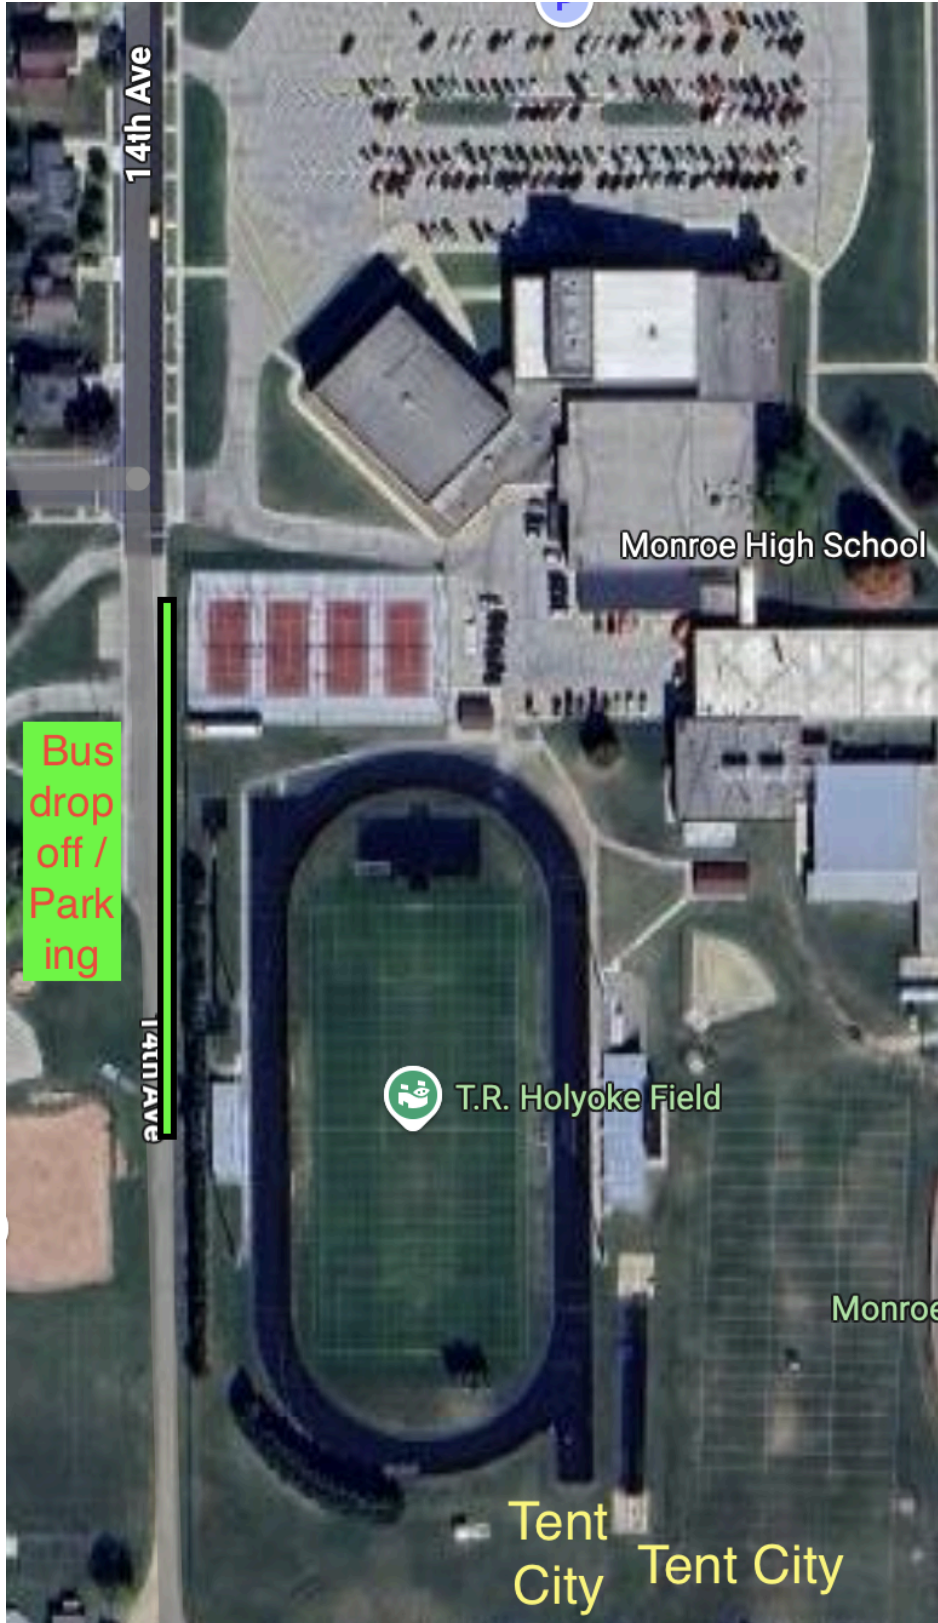 P
14th Ave
Monroe High School
Bus
drop
off /
Park
ing
14th Ave
T.R. Holyoke Field
Monroe
Tent
City
Tent City